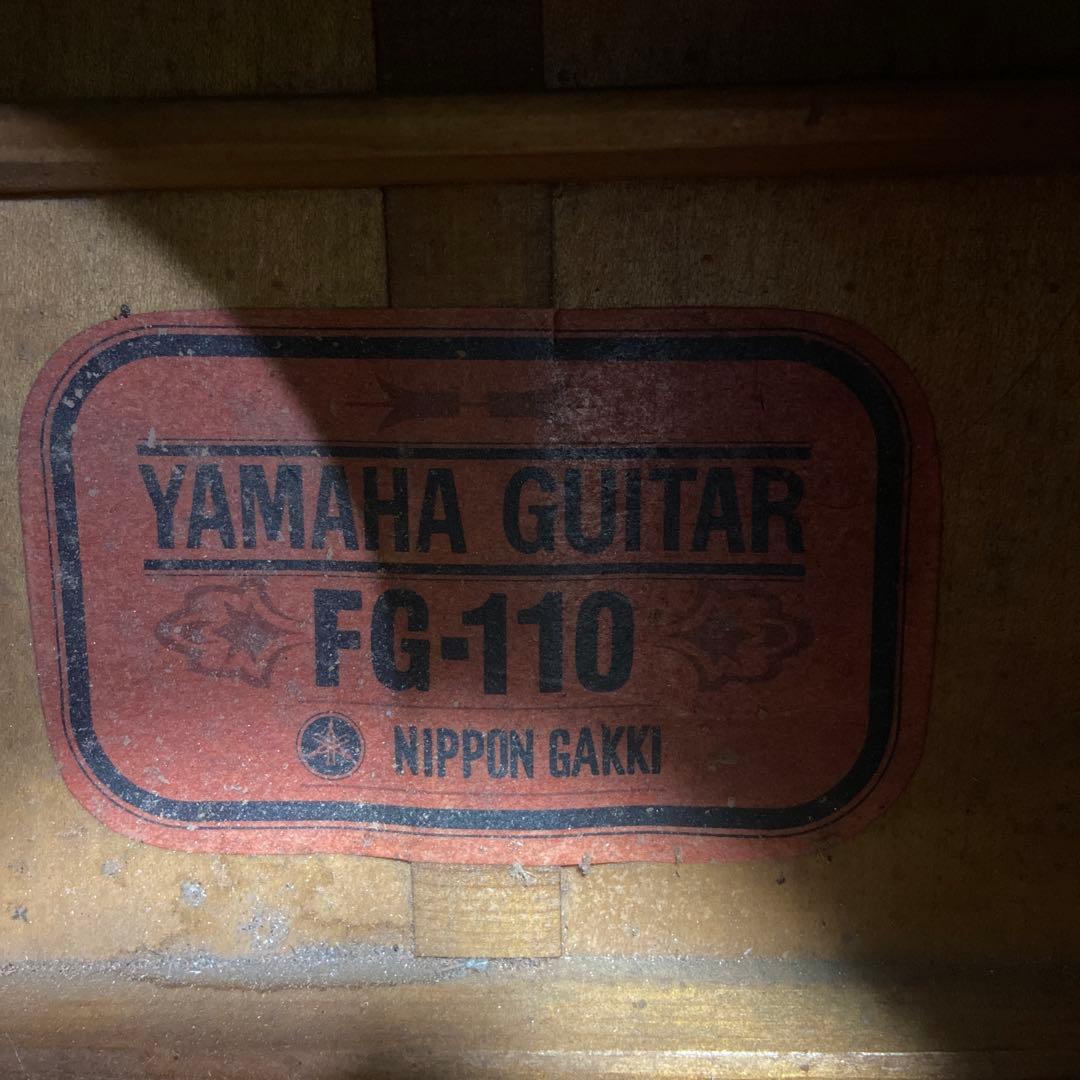 YAMAHA GUITAR
FG-110
NIPPON GAKKI